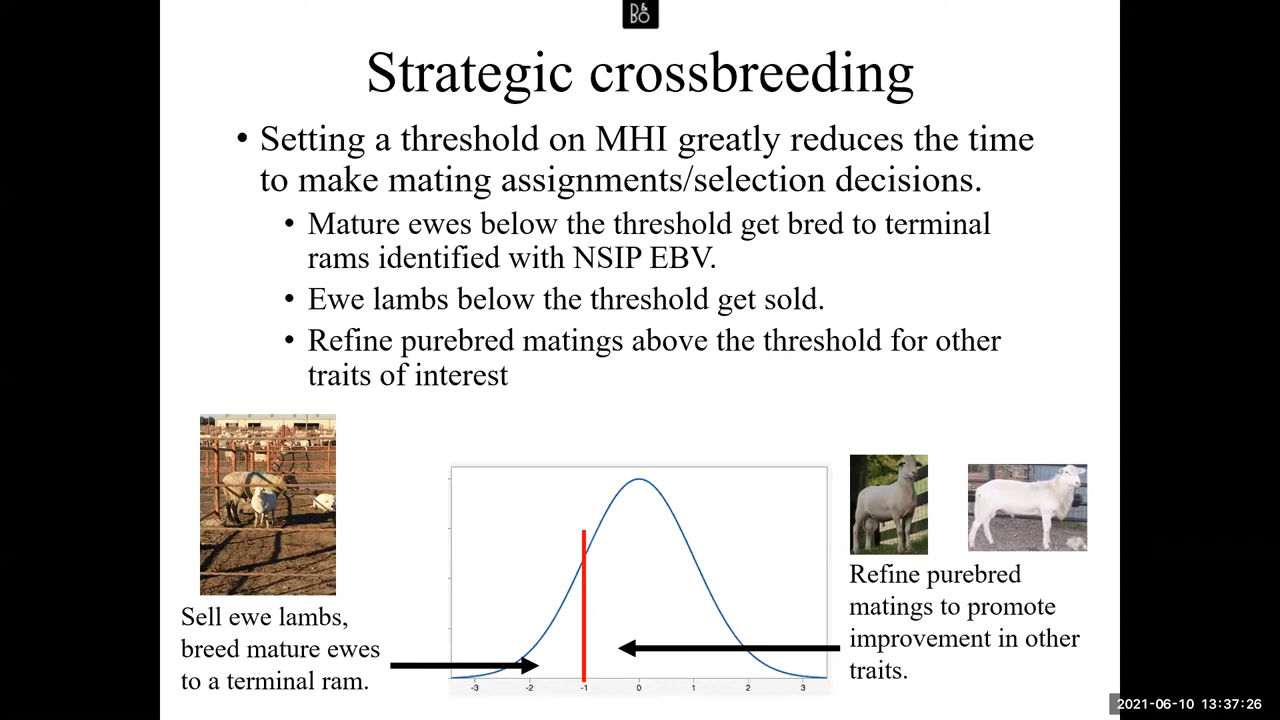 B&O
Strategic crossbreeding
• Setting a threshold on MHI greatly reduces the time
to make mating assignments/selection decisions.
• Mature ewes below the threshold get bred to terminal
rams identified with NSIP EBV.
• Ewe lambs below the threshold get sold.
• Refine purebred matings above the threshold for other
traits of interest
Sell ewe lambs,
breed mature ewes
to a terminal ram.
-3 -2 -1 0 1 2 3
Refine purebred
matings to promote
improvement in other
traits.
2021-06-10 13:37:26